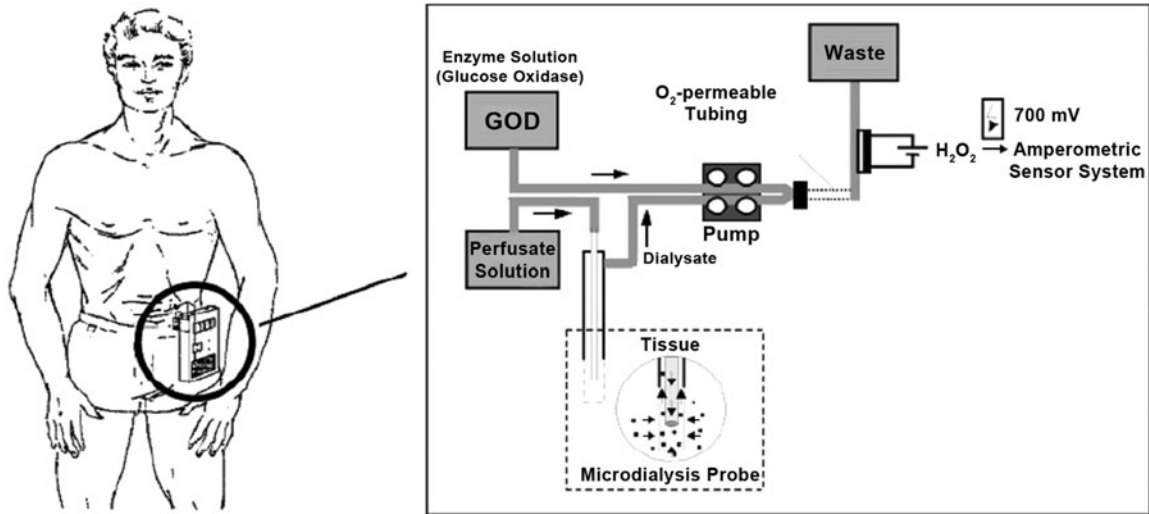 Enzyme Solution
(Glucose Oxidase)
GOD
O₂-permeable
Tubing
Waste
700 mV
H₂O₂
Amperometric
Sensor System
Pump
Perfusate
Solution
Dialysate
Tissue
Microdialysis Probe